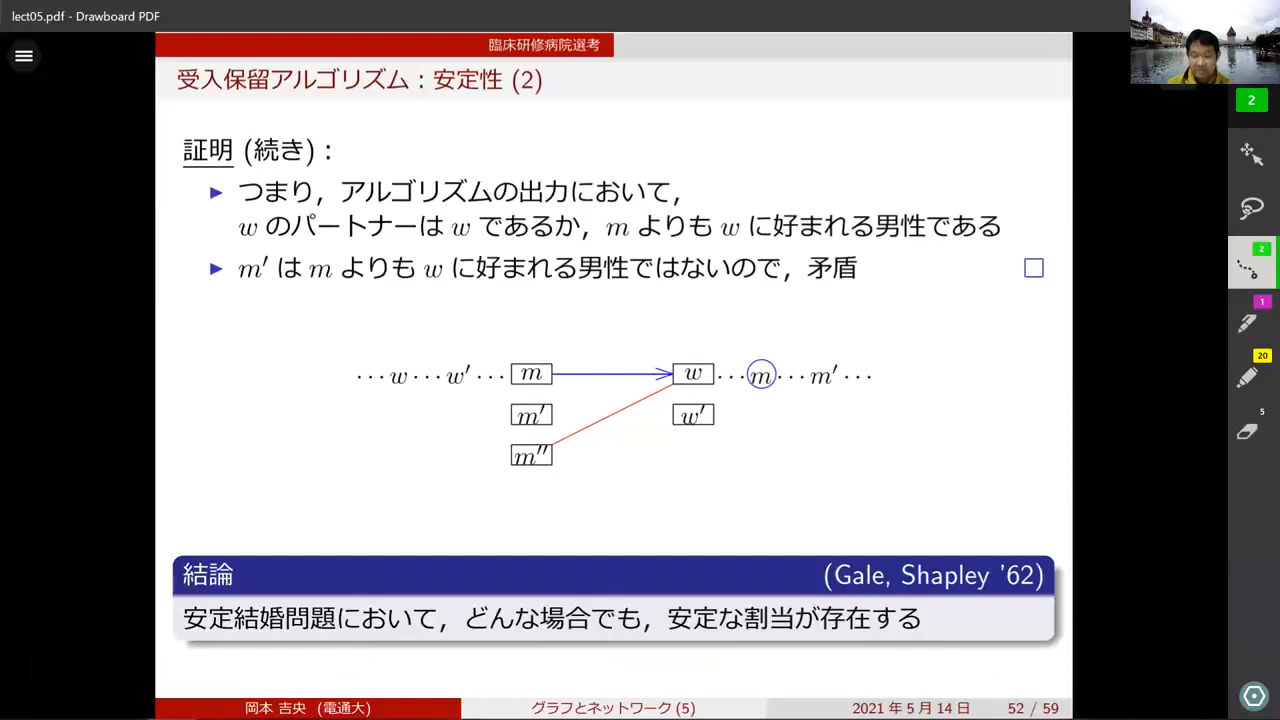 lect05.pdf - Drawboard PDF
臨床研修病院選考
受入保留アルゴリズム：安定性 (2)
2
証明 (続き)：
▶ つまり，アルゴリズムの出力において，
w のパートナーは w であるか，m よりも w に好まれる男性である
▶ m′ は m よりも w に好まれる男性ではないので，矛盾 □
2
1
20
5
··· w ··· w′ ··· m w ··· m ··· m′ ···
m′ w′
m′′
結論 (Gale, Shapley '62)
安定結婚問題において，どんな場合でも，安定な割当が存在する
岡本 吉央 (電通大) グラフとネットワーク (5) 2021 年 5 月 14 日 52 / 59